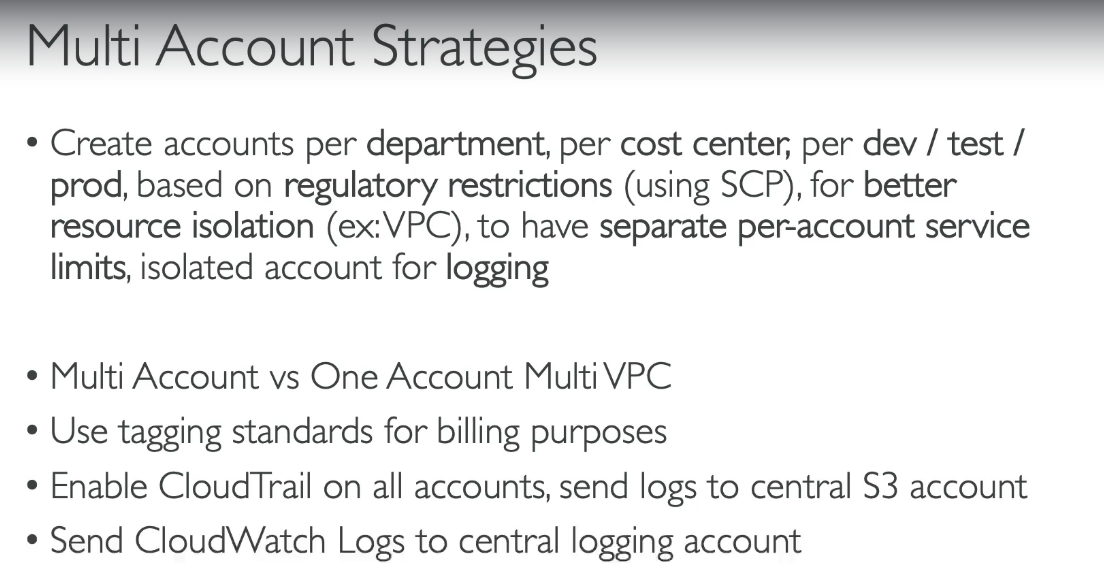 Multi Account Strategies
• Create accounts per department, per cost center, per dev / test /
prod, based on regulatory restrictions (using SCP), for better
resource isolation (ex: VPC), to have separate per-account service
limits, isolated account for logging
• Multi Account vs One Account Multi VPC
• Use tagging standards for billing purposes
• Enable CloudTrail on all accounts, send logs to central S3 account
• Send CloudWatch Logs to central logging account